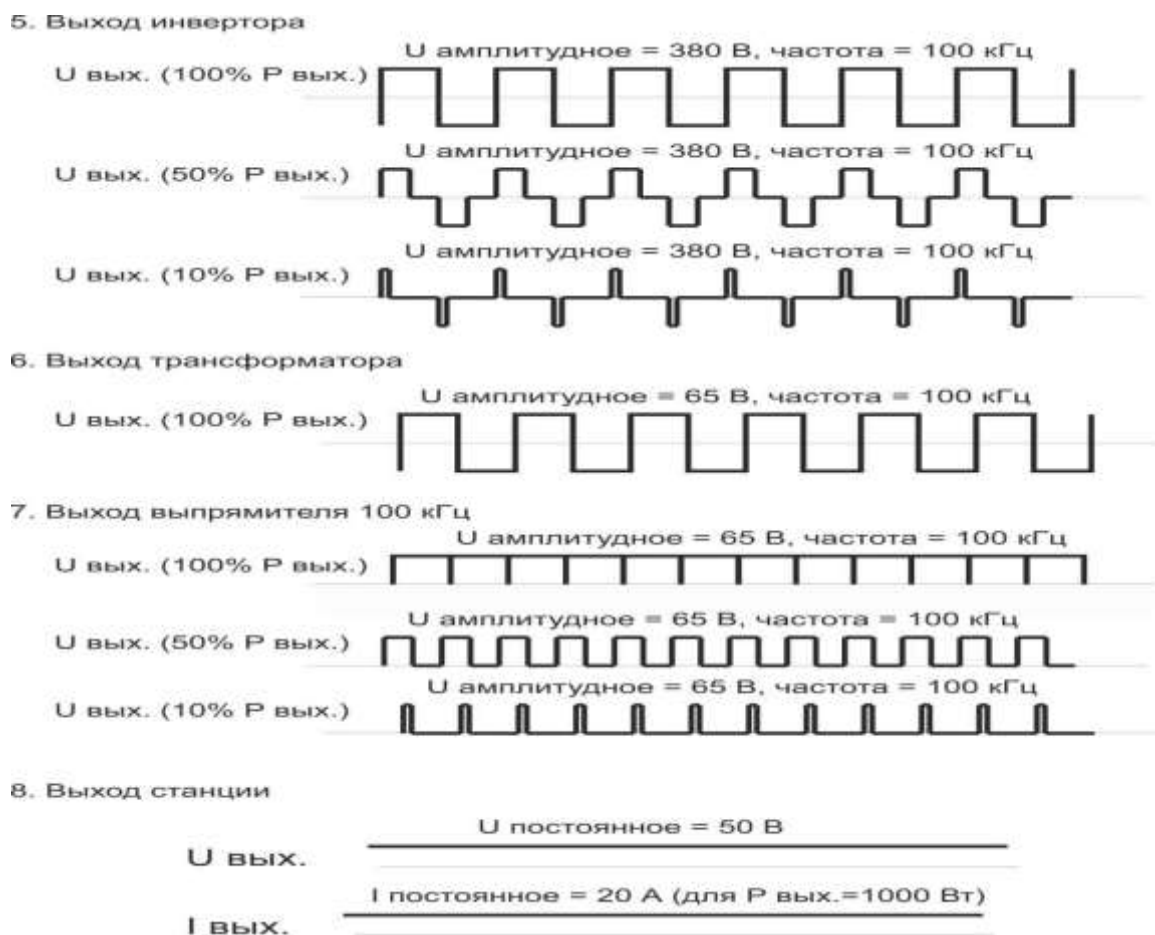 5. Выход инвертора
U амплитудное = 380 В, частота = 100 кГц
U вых. (100% P вых.)
U амплитудное = 380 В, частота = 100 кГц
U вых. (50% P вых.)
U амплитудное = 380 В, частота = 100 кГц
U вых. (10% P вых.)
6. Выход трансформатора
U амплитудное = 65 В, частота = 100 кГц
U вых. (100% P вых.)
7. Выход выпрямителя 100 кГц
U амплитудное = 65 В, частота = 100 кГц
U вых. (100% P вых.)
U амплитудное = 65 В, частота = 100 кГц
U вых. (50% P вых.)
U амплитудное = 65 В, частота = 100 кГц
U вых. (10% P вых.)
8. Выход станции
U постоянное = 50 В
U вых.
I постоянное = 20 А (для P вых.=1000 Вт)
I вых.